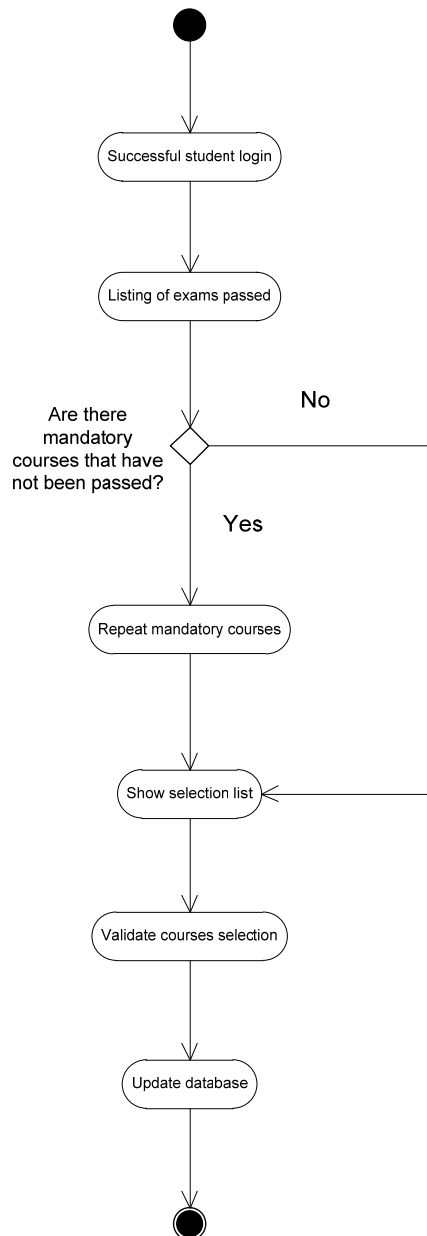 Successful student login
Listing of exams passed
Are there
mandatory
courses that have
not been passed?
No
Yes
Repeat mandatory courses
Show selection list
Validate courses selection
Update database